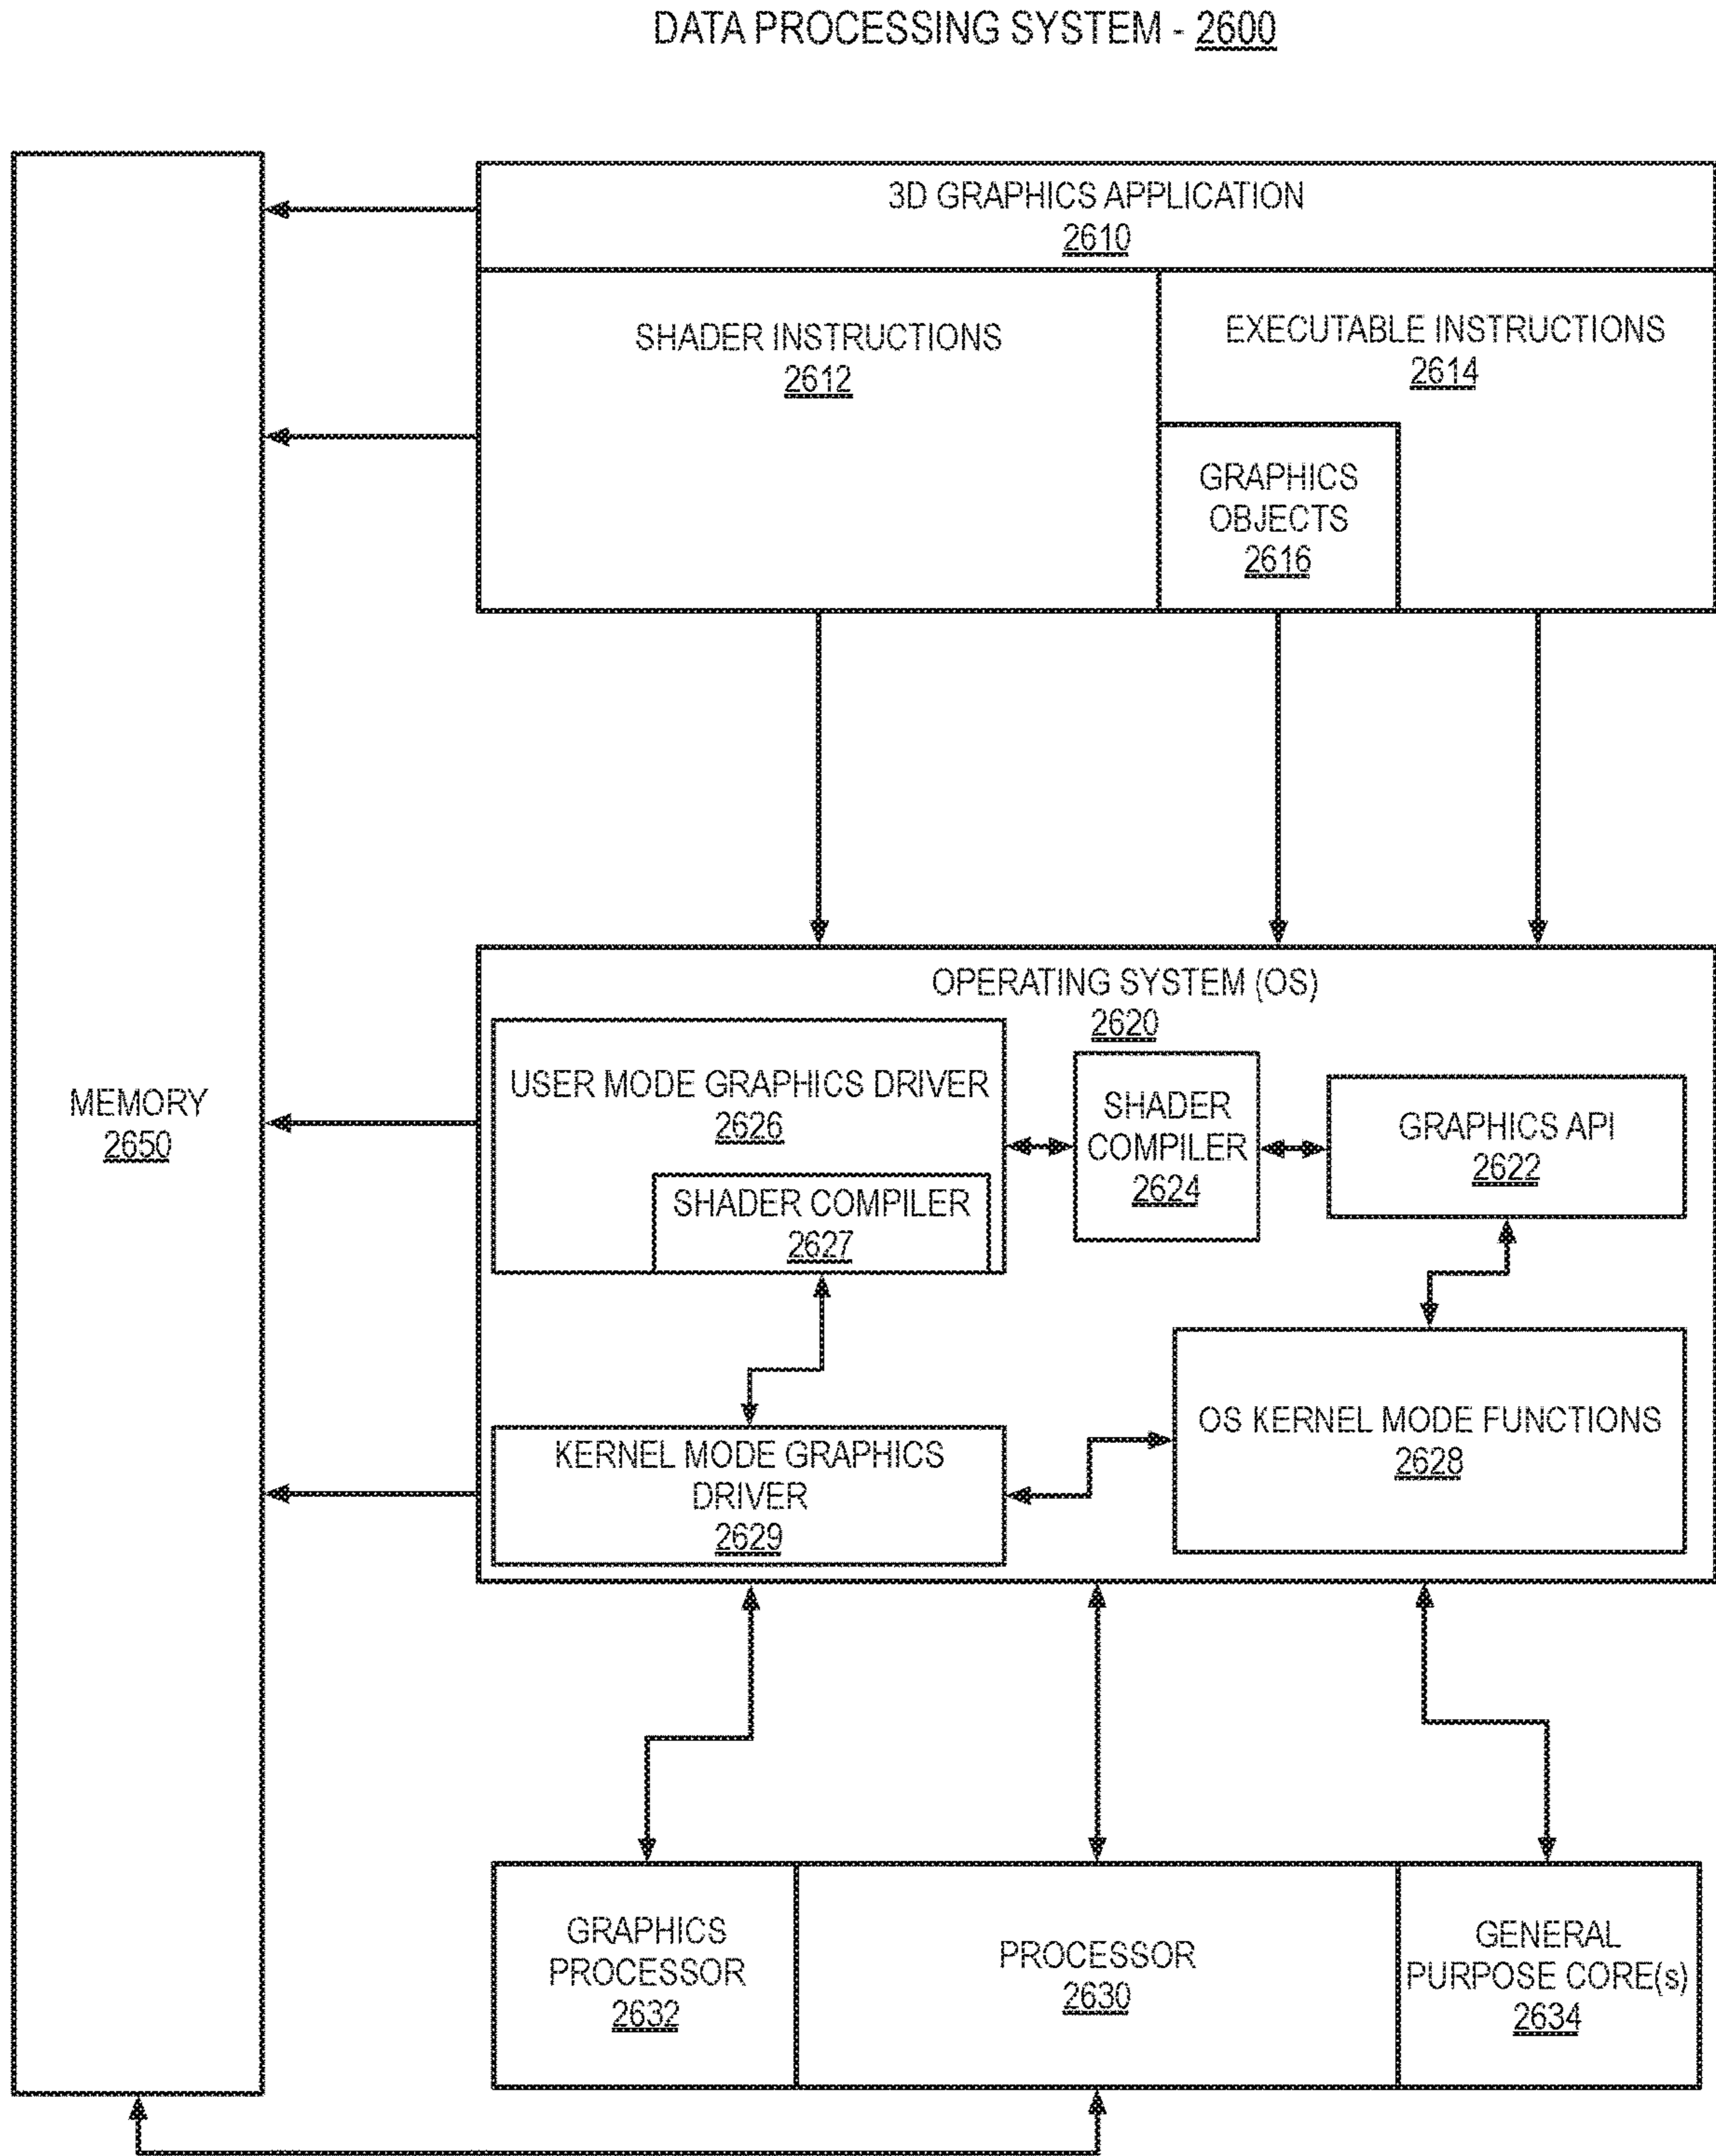 DATA PROCESSING SYSTEM - 2600
3D GRAPHICS APPLICATION
2610
SHADER INSTRUCTIONS
2612
EXECUTABLE INSTRUCTIONS
2614
GRAPHICS
OBJECTS
2616
MEMORY
2650
OPERATING SYSTEM (OS)
2620
USER MODE GRAPHICS DRIVER
2626
SHADER COMPILER
2627
SHADER
COMPILER
2624
GRAPHICS API
2622
KERNEL MODE GRAPHICS
DRIVER
2629
OS KERNEL MODE FUNCTIONS
2628
GRAPHICS
PROCESSOR
2632
PROCESSOR
2630
GENERAL
PURPOSE CORE(s)
2634